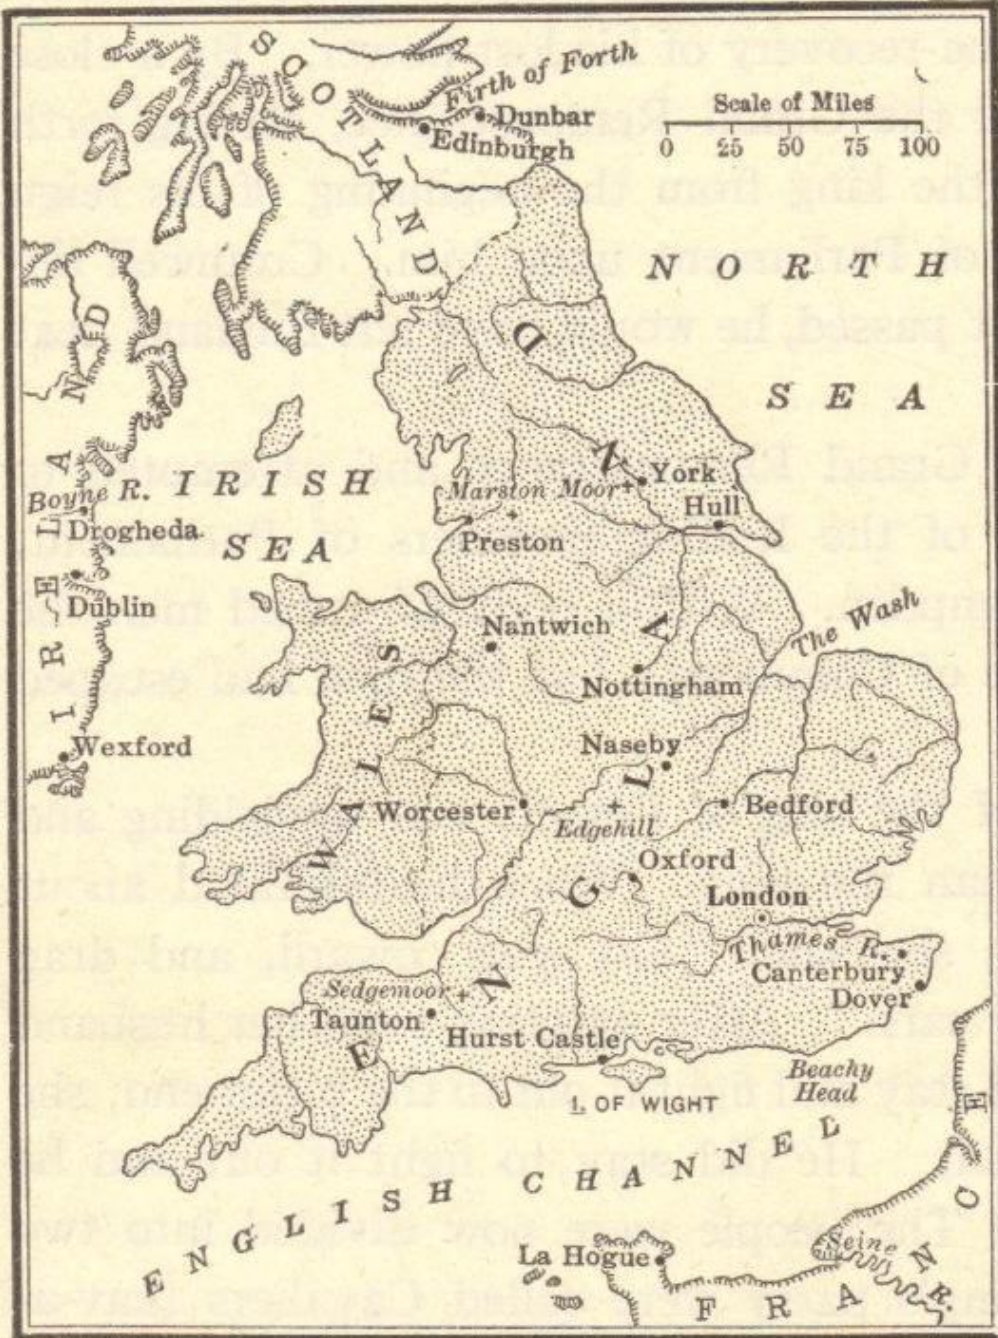 SCOTLAND
Firth of Forth
Dunbar
Edinburgh
Scale of Miles
0 25 50 75 100
NORTH
SEA
IRELAND
IRISH
SEA
Boyne R.
Drogheda
Dublin
Wexford
ENGLAND
York
Marston Moor
Hull
Preston
Nantwich
Nottingham
The Wash
WALES
Naseby
Worcester
Edgehill
Bedford
Oxford
London
Thames R.
Canterbury
Dover
Sedgemoor
Taunton
Hurst Castle
I. OF WIGHT
Beachy
Head
ENGLISH CHANNEL
La Hogue
Seine R.
FRANCE